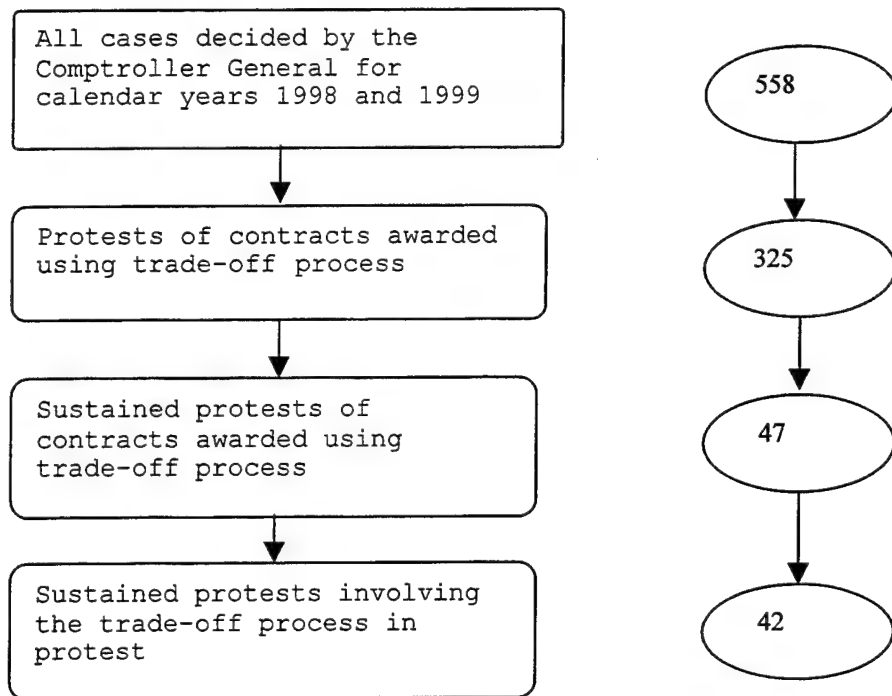 All cases decided by the
Comptroller General for
calendar years 1998 and 1999
558
Protests of contracts awarded
using trade-off process
325
Sustained protests of
contracts awarded using
trade-off process
47
Sustained protests involving
the trade-off process in
protest
42